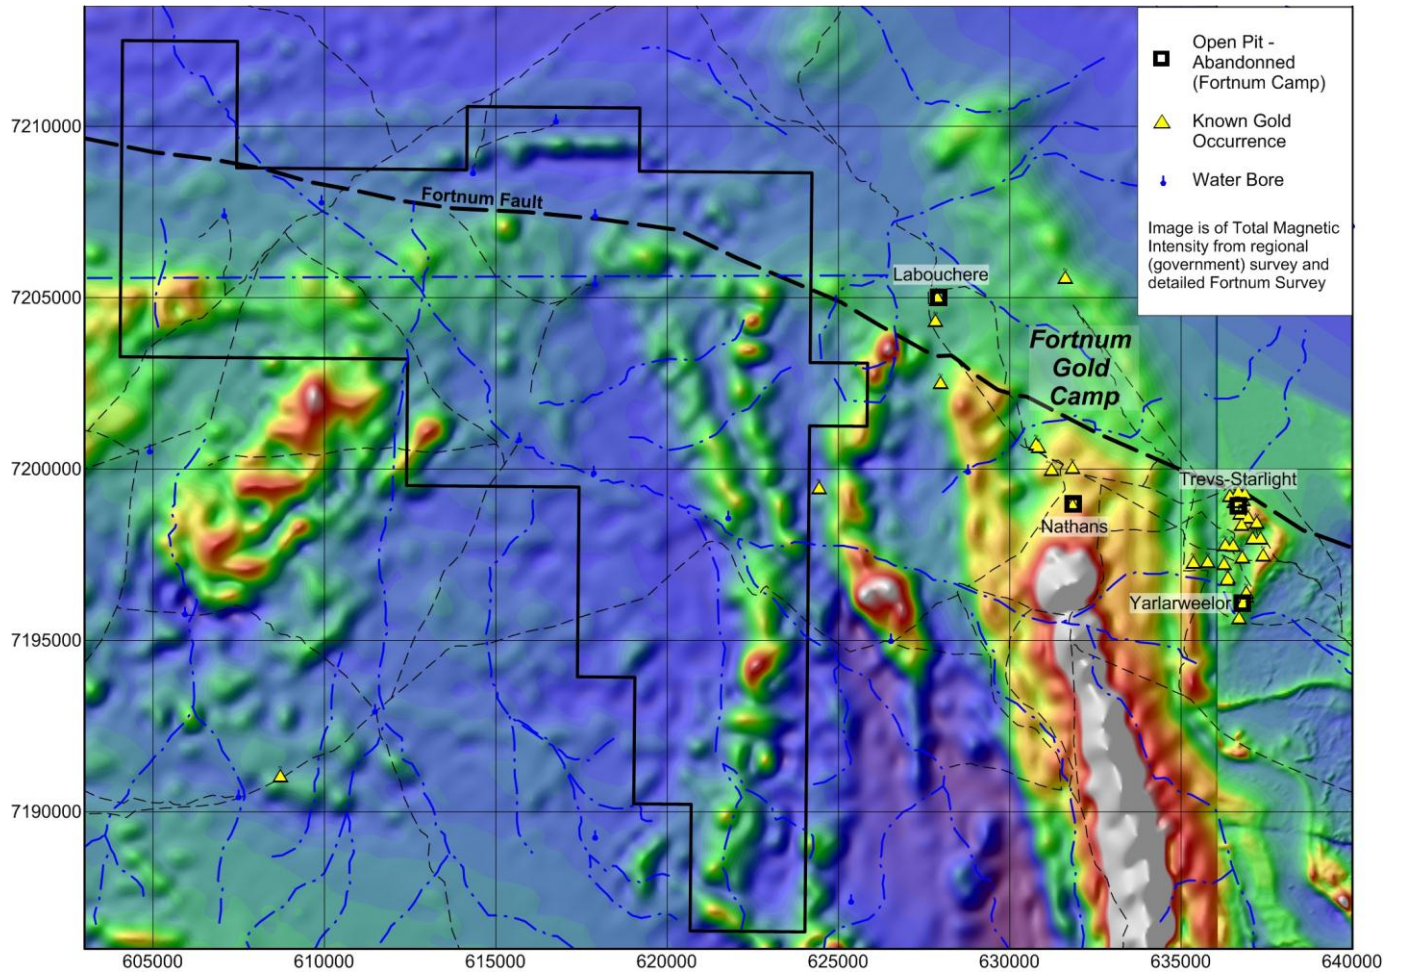 Open Pit -
Abandonned
(Fortnum Camp)
Known Gold
Occurrence
Water Bore
Image is of Total Magnetic
Intensity from regional
(government) survey and
detailed Fortnum Survey
7210000
Fortnum Fault
Labouchere
7205000
Fortnum
Gold
Camp
7200000
Trevs-Starlight
Nathans
Yarlarweelor
7195000
7190000
605000 610000 615000 620000 625000 630000 635000 640000